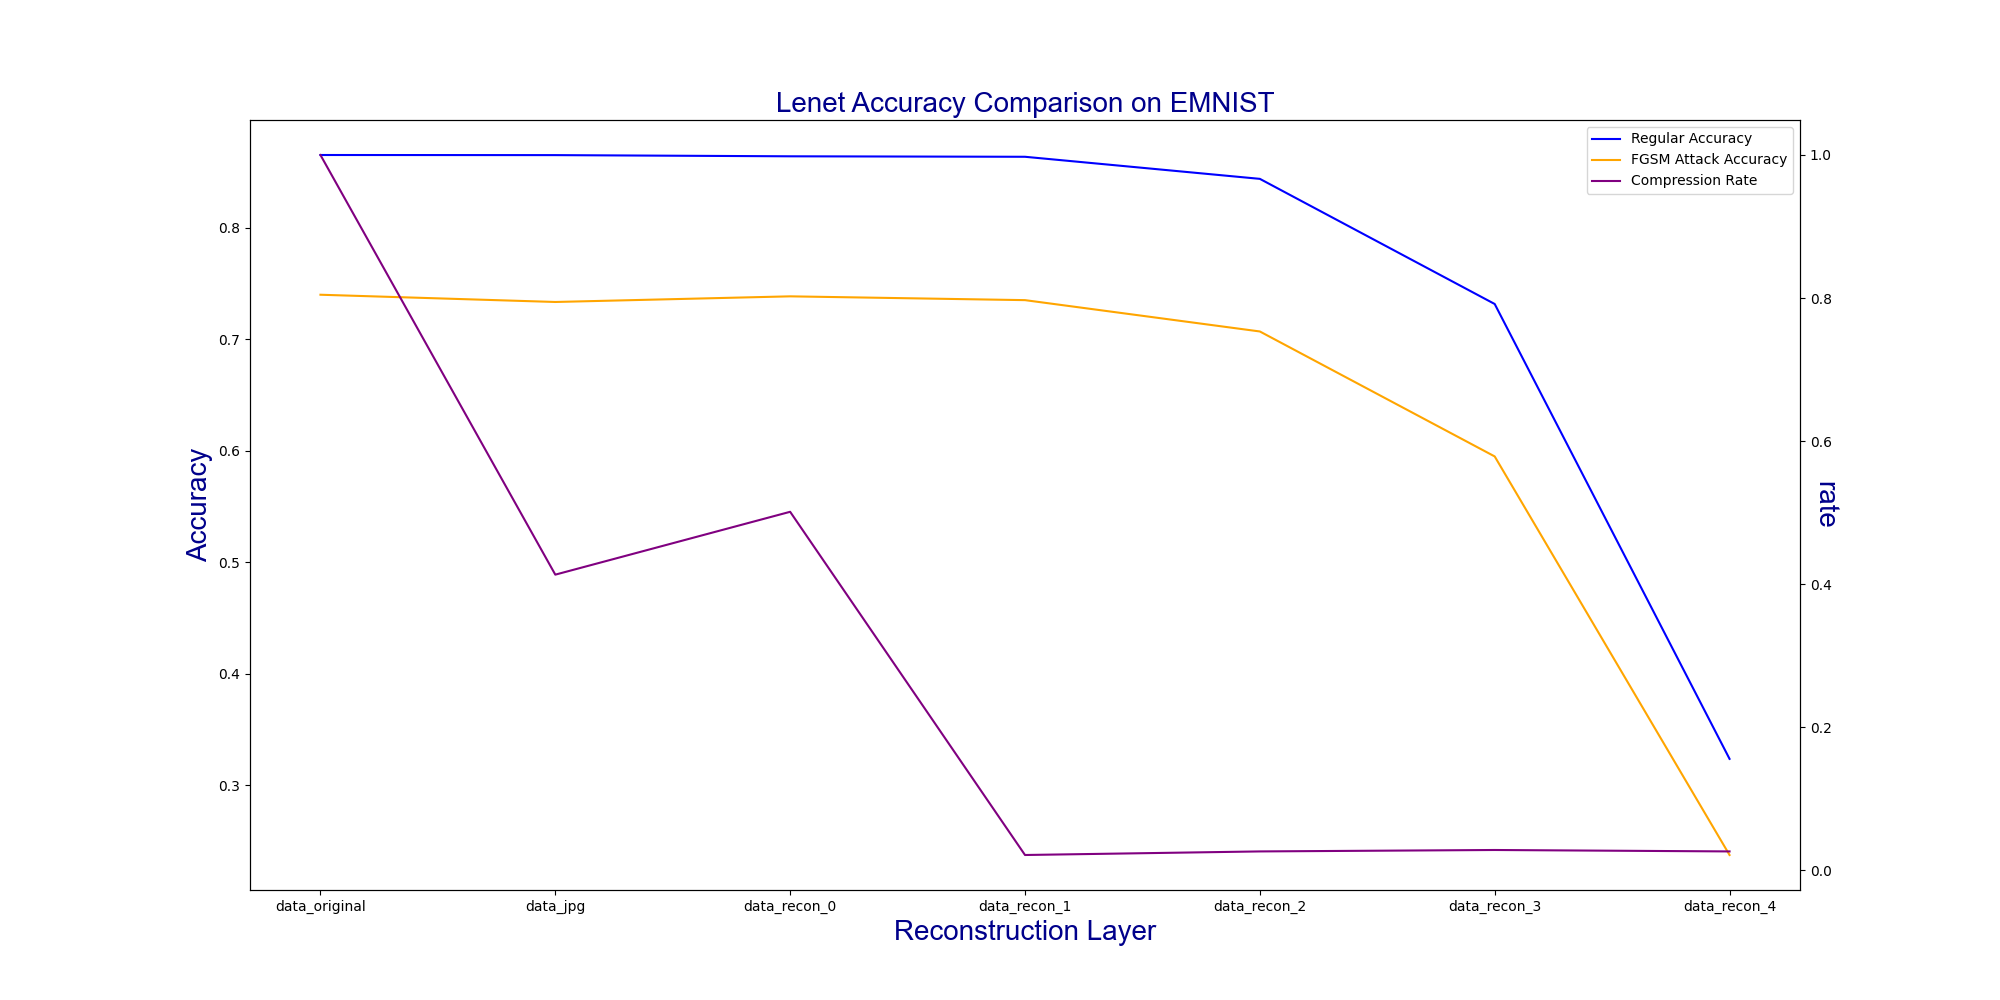 Lenet Accuracy Comparison on EMNIST
Regular Accuracy
FGSM Attack Accuracy
Compression Rate
Accuracy
0.8
0.7
0.6
0.5
0.4
0.3
1.0
0.8
0.6
0.4
0.2
0.0
rate
data_original data_jpg data_recon_0 data_recon_1 data_recon_2 data_recon_3 data_recon_4
Reconstruction Layer